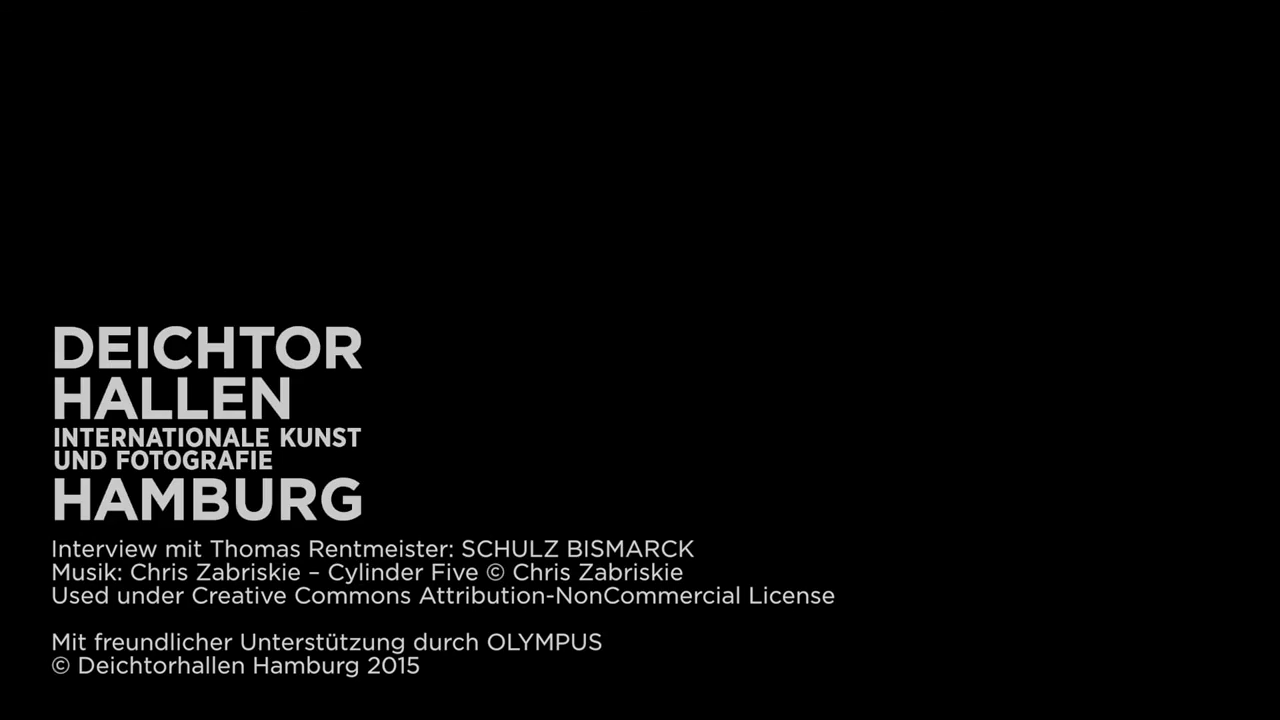 DEICHTOR
HALLEN
INTERNATIONALE KUNST
UND FOTOGRAFIE
HAMBURG
Interview mit Thomas Rentmeister: SCHULZ BISMARCK
Musik: Chris Zabriskie – Cylinder Five © Chris Zabriskie
Used under Creative Commons Attribution-NonCommercial License
Mit freundlicher Unterstützung durch OLYMPUS
© Deichtorhallen Hamburg 2015